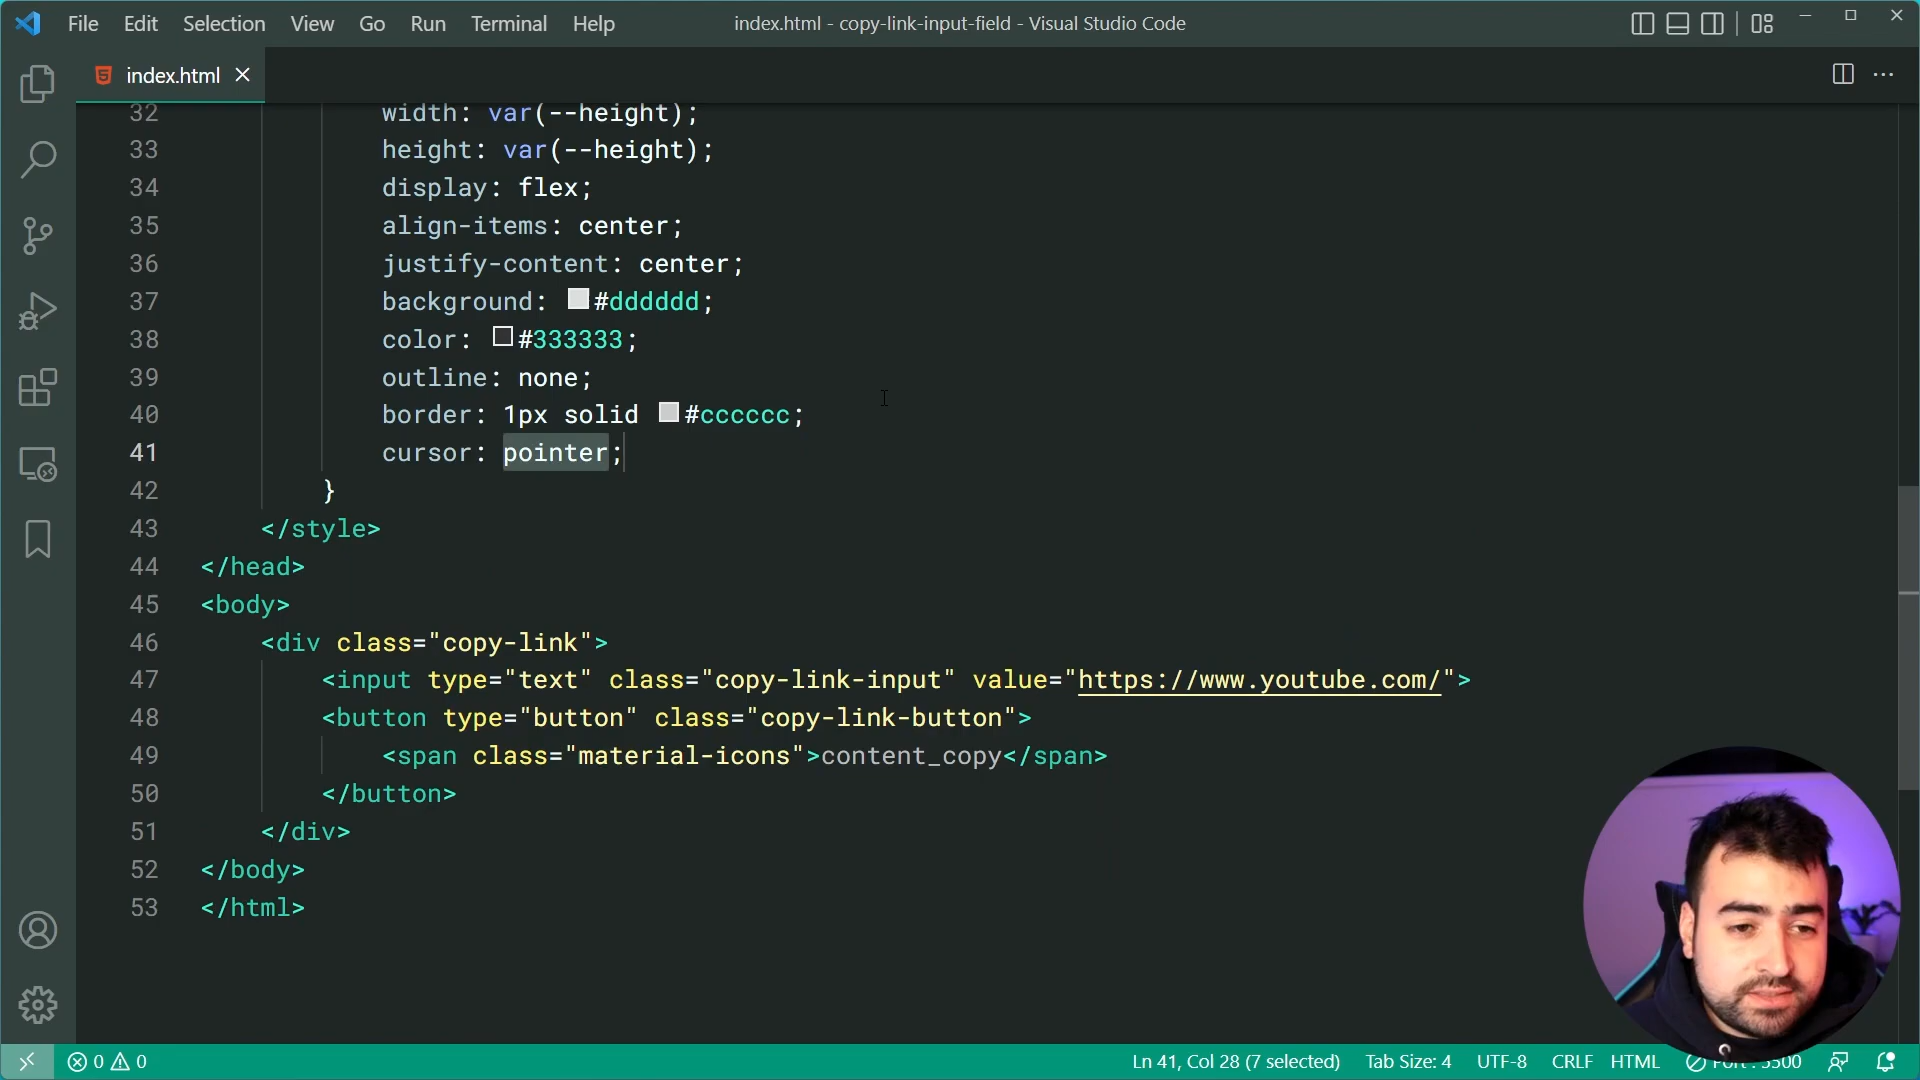 File Edit Selection View Go Run Terminal Help
index.html - copy-link-input-field - Visual Studio Code
index.html
32 width: var(--height);
33 height: var(--height);
34 display: flex;
35 align-items: center;
36 justify-content: center;
37 background: #dddddd;
38 color: #333333;
39 outline: none;
40 border: 1px solid #cccccc;
41 cursor: pointer;
42 }
43 </style>
44 </head>
45 <body>
46 <div class="copy-link">
47 <input type="text" class="copy-link-input" value="https://www.youtube.com/">
48 <button type="button" class="copy-link-button">
49 <span class="material-icons">content_copy</span>
50 </button>
51 </div>
52 </body>
53 </html>
0 0 Ln 41, Col 28 (7 selected) Tab Size: 4 UTF-8 CRLF HTML Port : 5500